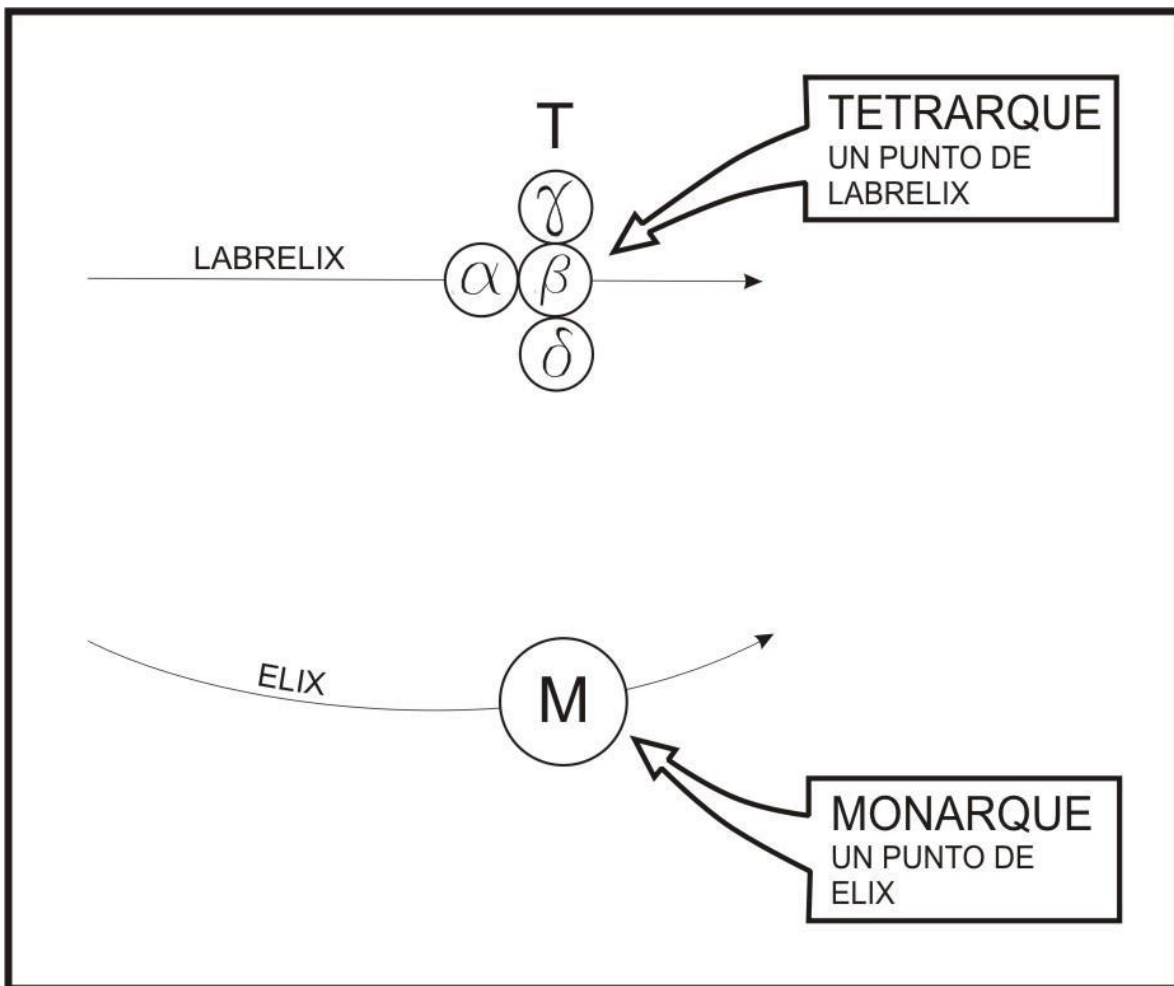 T
TETRARQUE
UN PUNTO DE
LABRELIX
γ
LABRELIX
α β
δ
ELIX
M
MONARQUE
UN PUNTO DE
ELIX